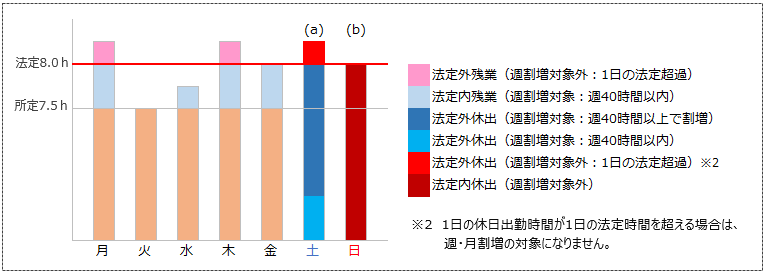 (a) (b)
法定8.0ｈ
所定7.5ｈ
月 火 水 木 金 土 日
法定外残業（週割増対象外：1日の法定超過）
法定内残業（週割増対象：週40時間以内）
法定外休出（週割増対象：週40時間以上で割増）
法定外休出（週割増対象：週40時間以内）
法定外休出（週割増対象外：1日の法定超過）※2
法定内休出（週割増対象外）
※2 1日の休日出勤時間が1日の法定時間を超える場合は、
週・月割増の対象になりません。